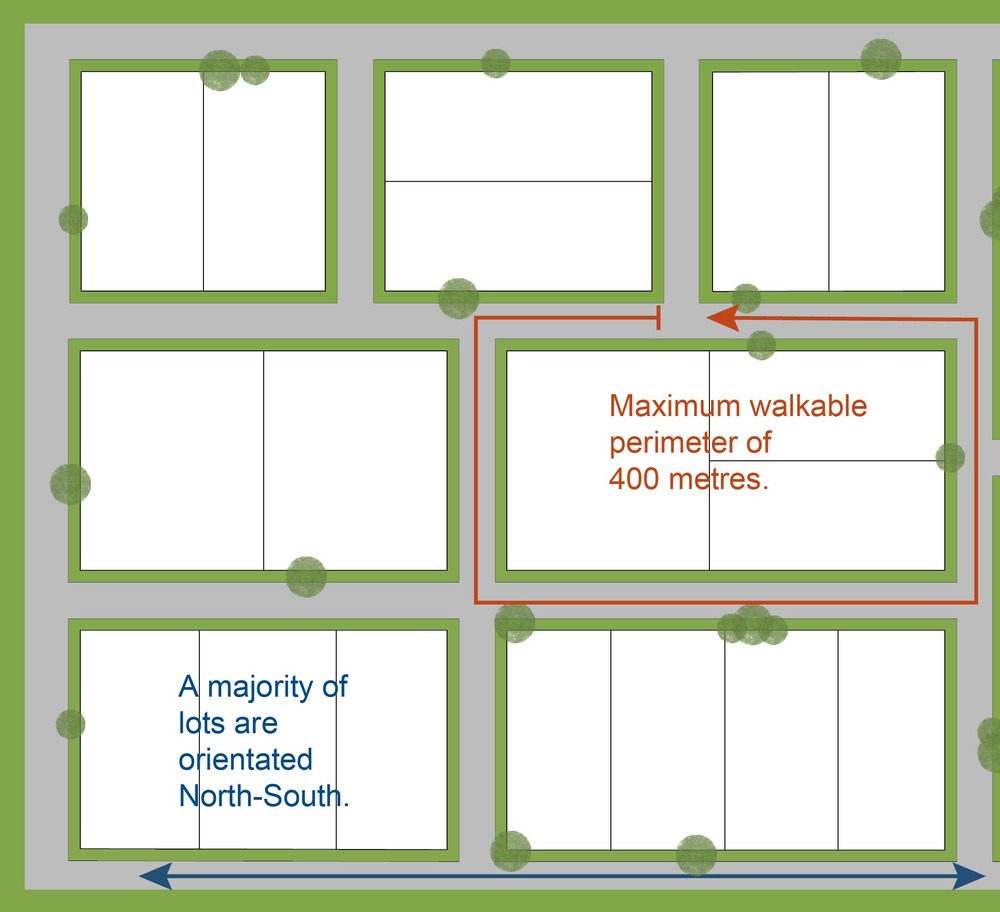 Maximum walkable
perimeter of
400 metres.
A majority of
lots are
orientated
North-South.